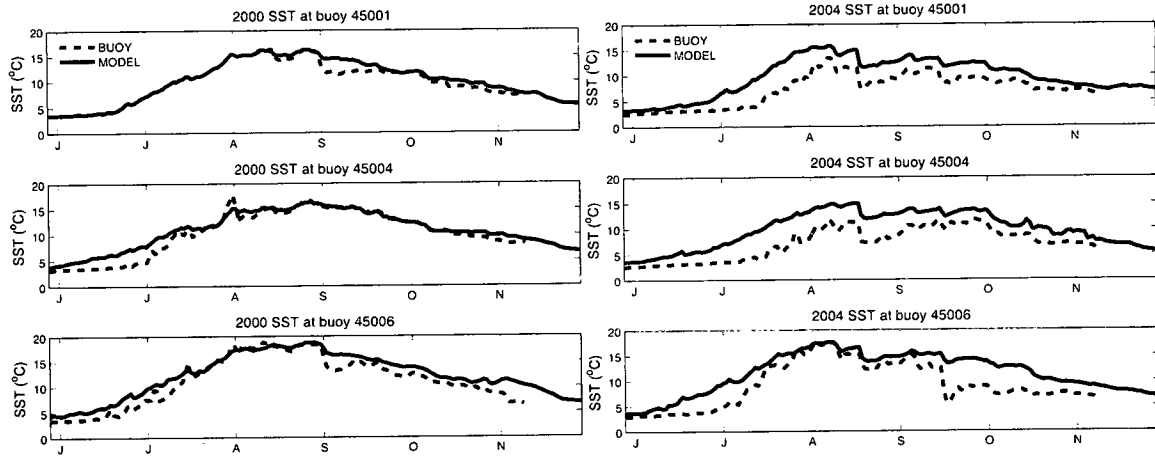 2000 SST at buoy 45001
20
15
10
5
0
SST (°C)
BUOY
MODEL
J J A S O N
2000 SST at buoy 45004
20
15
10
5
0
SST (°C)
J J A S O N
2000 SST at buoy 45006
20
15
10
5
0
SST (°C)
J J A S O N
2004 SST at buoy 45001
20
15
10
5
0
SST (°C)
BUOY
MODEL
J J A S O N
2004 SST at buoy 45004
20
15
10
5
0
SST (°C)
J J A S O N
2004 SST at buoy 45006
20
15
10
5
0
SST (°C)
J J A S O N